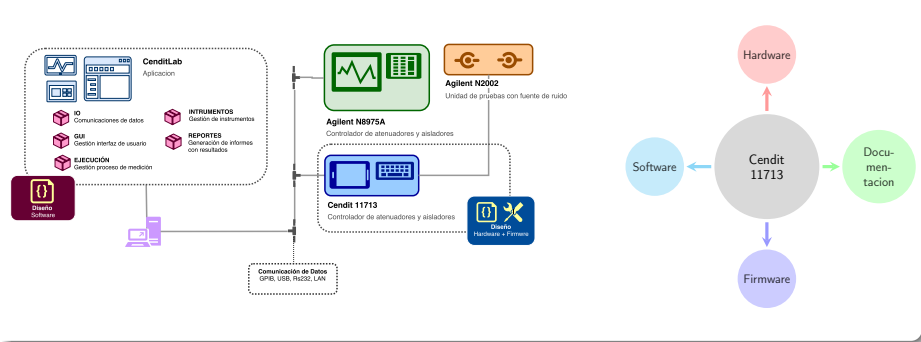 CenditLab
Aplicacion
IO
Comunicaciones de datos
GUI
Gestión interfaz de usuario
EJECUCIÓN
Gestión proceso de medición
INTRUMENTOS
Gestión de instrumentos
REPORTES
Generación de informes
con resultados
{}
Diseño
Software
Agilent N8975A
Controlador de atenuadores y aisladores
Agilent N2002
Unidad de pruebas con fuente de ruido
Cendit 11713
Controlador de atenuadores y aisladores
{}
Diseño
Hardware + Firmwre
Comunicación de Datos
GPIB, USB, Rs232, LAN
Hardware
Software
Cendit
11713
Docu-
men-
tacion
Firmware